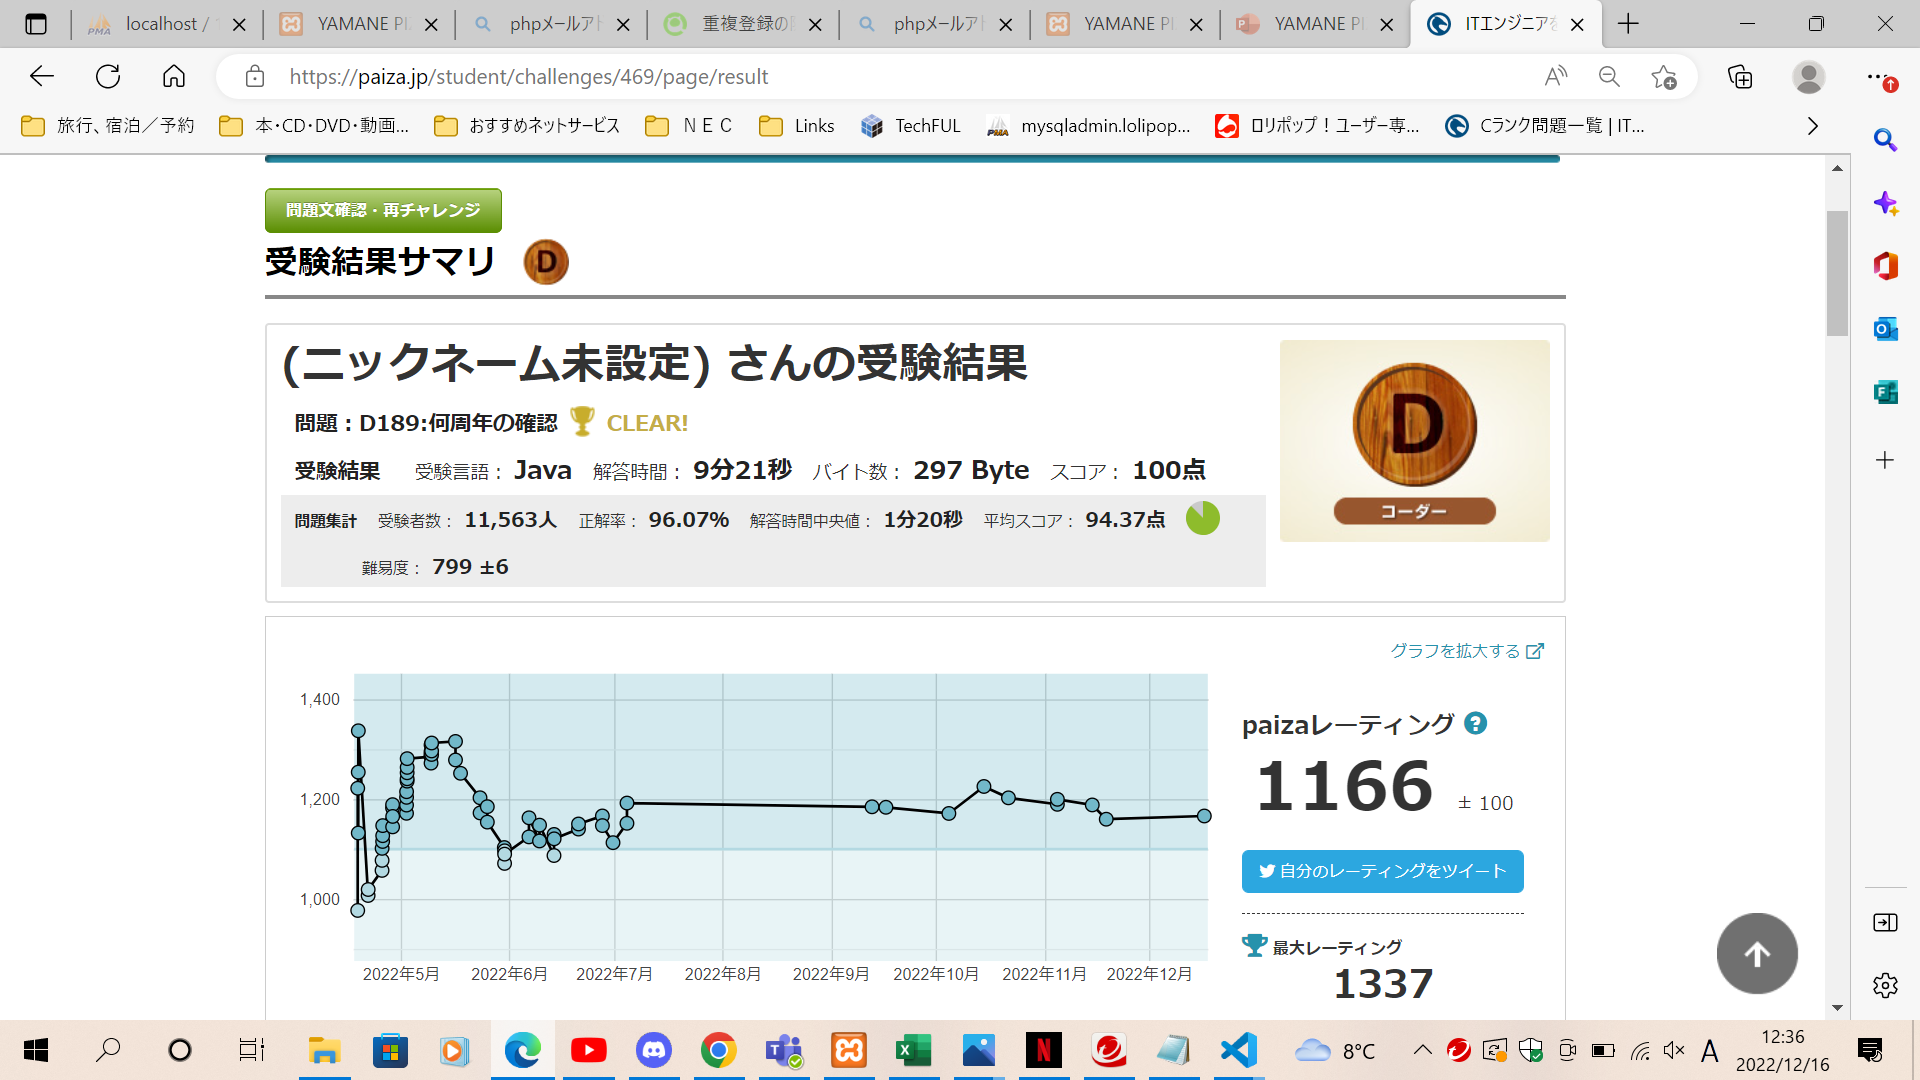 localhost /
YAMANE PL
phpメールアド
重複登録の
phpメールアド
YAMANE PL
YAMANE PL
ITエンジニアを
https://paiza.jp/student/challenges/469/page/result
旅行、宿泊／予約
本・CD・DVD・動画...
おすすめネットサービス
ＮＥＣ
Links
TechFUL
mysqladmin.lolipop...
ロリポップ！ユーザー専...
Cランク問題一覧 | IT...
問題文確認・再チャレンジ
受験結果サマリ D
(ニックネーム未設定) さんの受験結果
問題：D189:何周年の確認 CLEAR!
受験結果 受験言語： Java 解答時間： 9分21秒 バイト数： 297 Byte スコア： 100点
問題集計 受験者数： 11,563人 正解率： 96.07% 解答時間中央値： 1分20秒 平均スコア： 94.37点
難易度： 799 ±6
D
コーダー
グラフを拡大する
1,400
1,200
1,000
2022年5月 2022年6月 2022年7月 2022年8月 2022年9月 2022年10月 2022年11月 2022年12月
paizaレーティング ?
1166 ± 100
自分のレーティングをツイート
最大レーティング
1337
8°C
A
12:36
2022/12/16